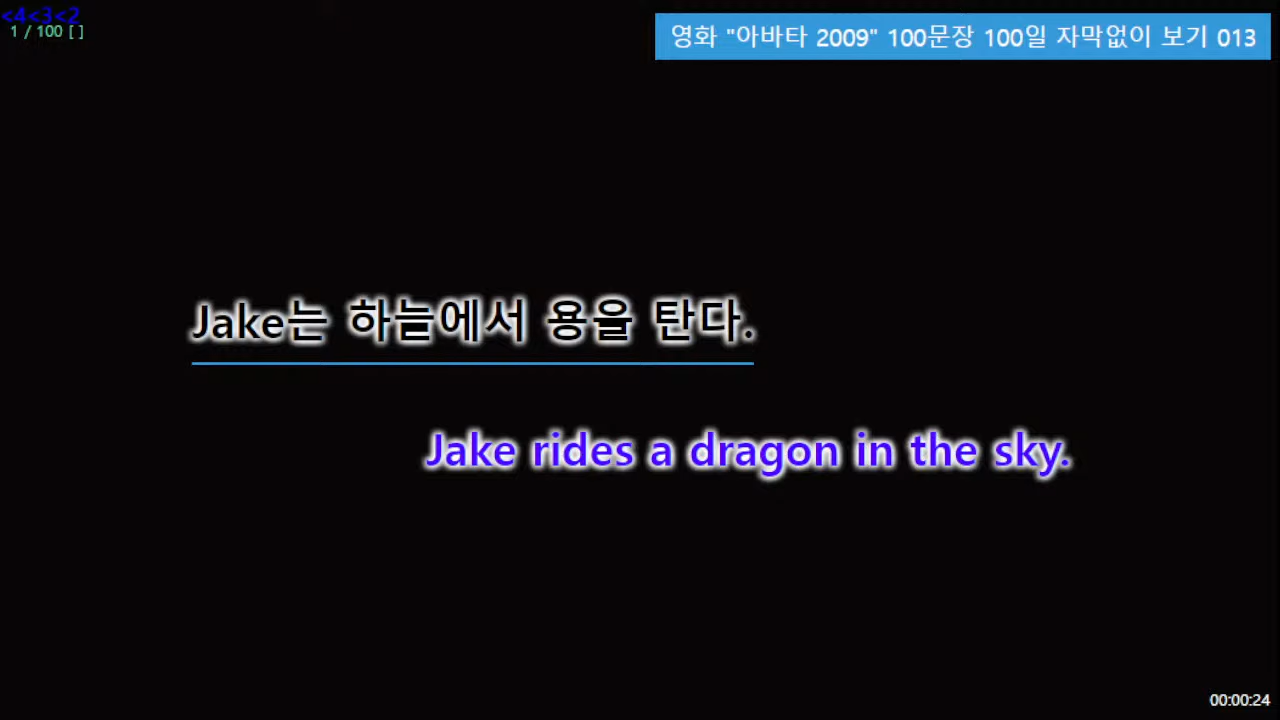 <4<3<2
1 / 100 [ ]
영화 "아바타 2009" 100문장 100일 자막없이 보기 013
Jake는 하늘에서 용을 탄다.
Jake rides a dragon in the sky.
00:00:24